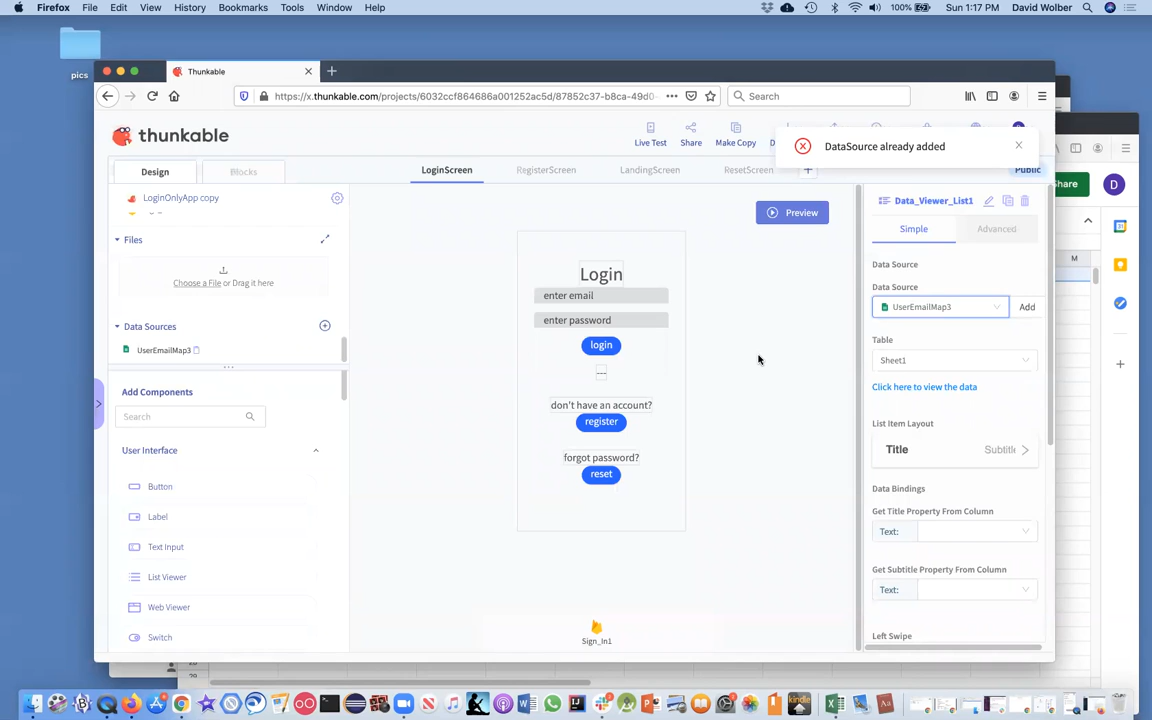 Firefox File Edit View History Bookmarks Tools Window Help 100% Sun 1:17 PM David Wolber
pics
Thunkable
https://x.thunkable.com/projects/6032ccf864686a001252ac5d/87852c37-b8ca-49d0- Search
thunkable
Live Test Share Make Copy
DataSource already added
Public
Share D
Design Blocks
LoginScreen RegisterScreen LandingScreen ResetScreen
LoginOnlyApp copy
Files
Choose a File or Drag it here
Data Sources
UserEmailMap3
Add Components
Search
User Interface
Button
Label
Text Input
List Viewer
Web Viewer
Switch
Preview
Login
enter email
enter password
login
---
don't have an account?
register
forgot password?
reset
Sign_In1
Data_Viewer_List1
Simple Advanced
Data Source
Data Source
UserEmailMap3 Add
Table
Sheet1
Click here to view the data
List Item Layout
Title Subtitle
Data Bindings
Get Title Property From Column
Text:
Get Subtitle Property From Column
Text:
Left Swipe
M